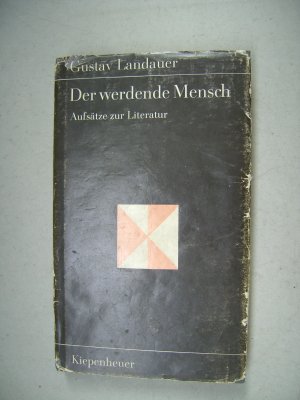 Gustav Landauer
Der werdende Mensch
Aufsätze zur Literatur
Kiepenheuer